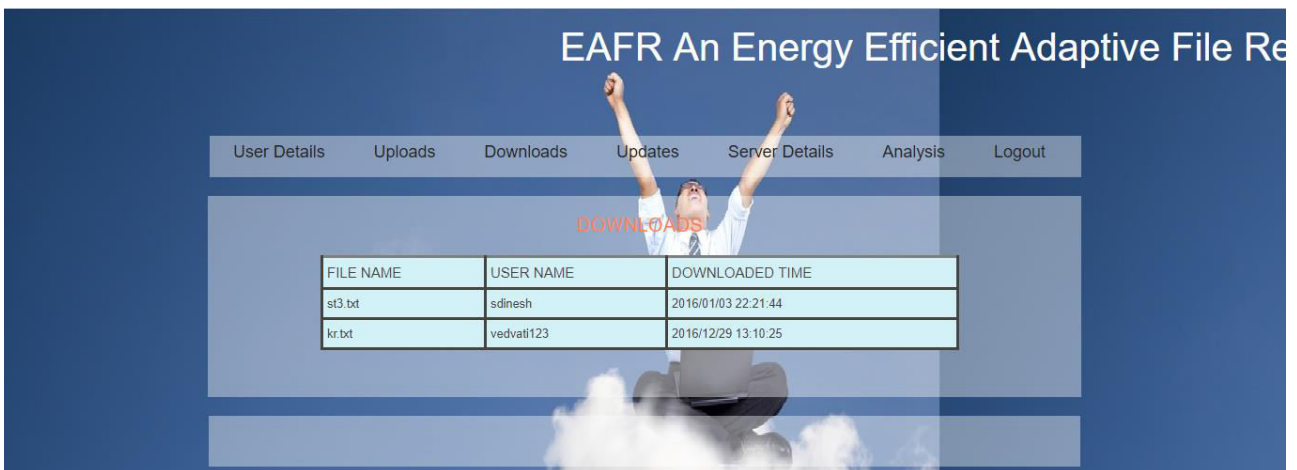 EAFR An Energy Efficient Adaptive File Re
User Details Uploads Downloads Updates Server Details Analysis Logout
DOWNLOADS
FILE NAME USER NAME DOWNLOADED TIME
st3.txt sdinesh 2016/01/03 22:21:44
kr.txt vedvati123 2016/12/29 13:10:25